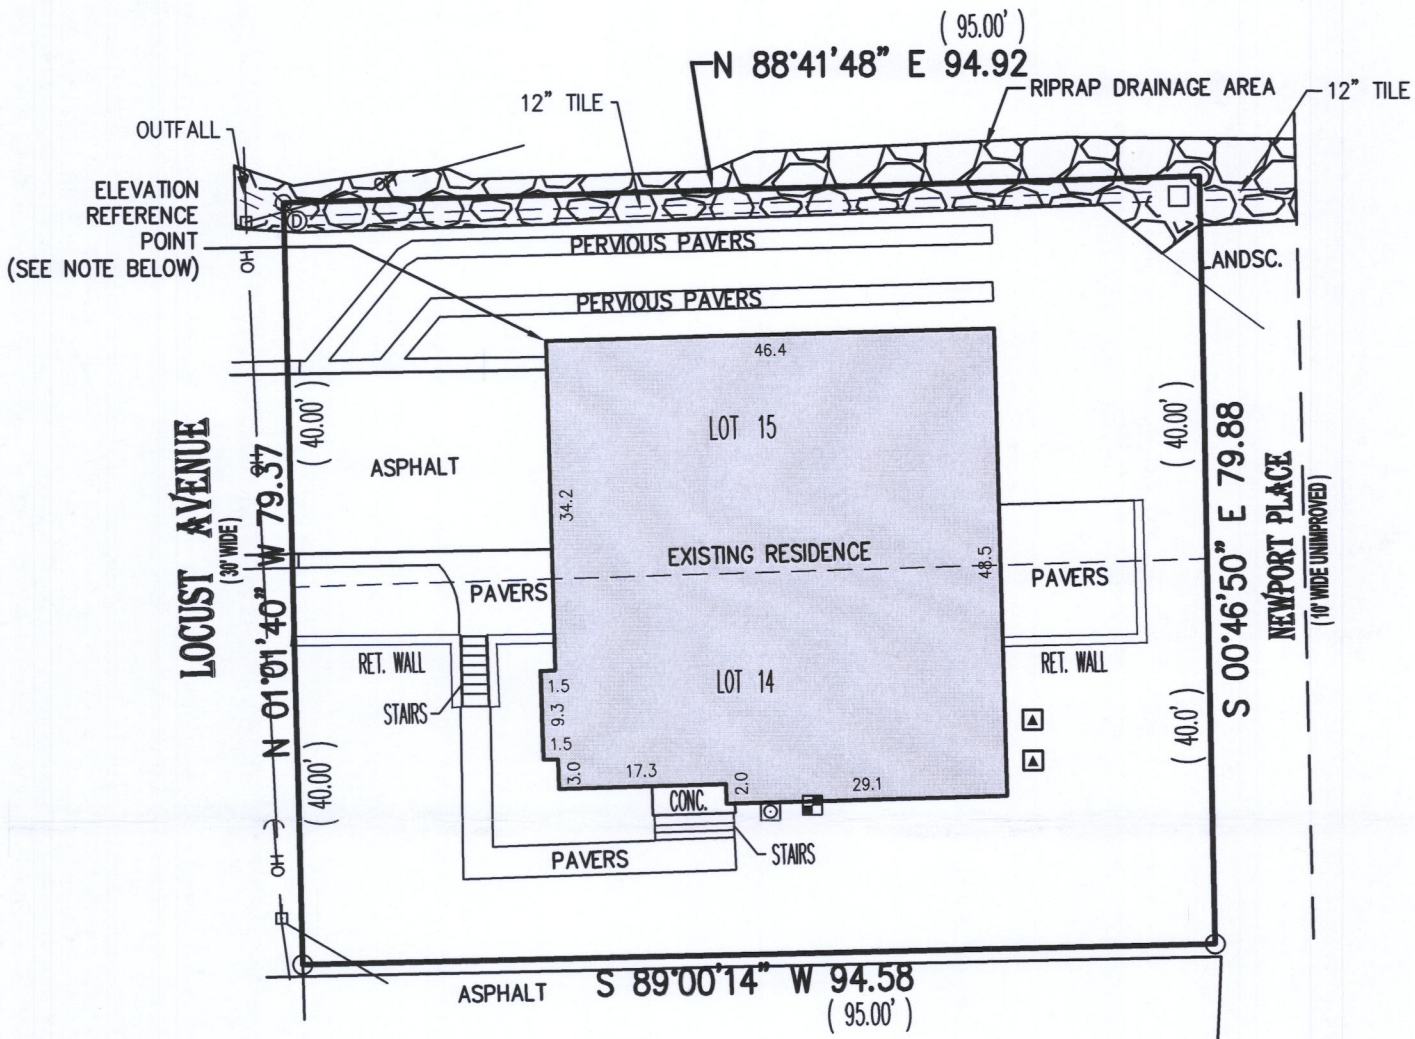 ( 95.00' )
N 88°41'48" E 94.92
RIPRAP DRAINAGE AREA
12" TILE
12" TILE
OUTFALL
ELEVATION
REFERENCE
POINT
(SEE NOTE BELOW)
OH
PERVIOUS PAVERS
PERVIOUS PAVERS
LANDSC.
46.4
LOT 15
( 40.00' )
( 40.00' )
ASPHALT
34.2
EXISTING RESIDENCE
48.5
PAVERS
PAVERS
LOCUST AVENUE
(30' WIDE)
N 01°01'40" W 79.37
OH
S 00°46'50" E 79.88
NEWPORT PLACE
(10' WIDE UNIMPROVED)
RET. WALL
RET. WALL
STAIRS
LOT 14
1.5
9.3
1.5
3.0
17.3
2.0
29.1
( 40.00' )
( 40.0' )
CONC.
STAIRS
PAVERS
OH
ASPHALT
S 89°00'14" W 94.58
( 95.00' )